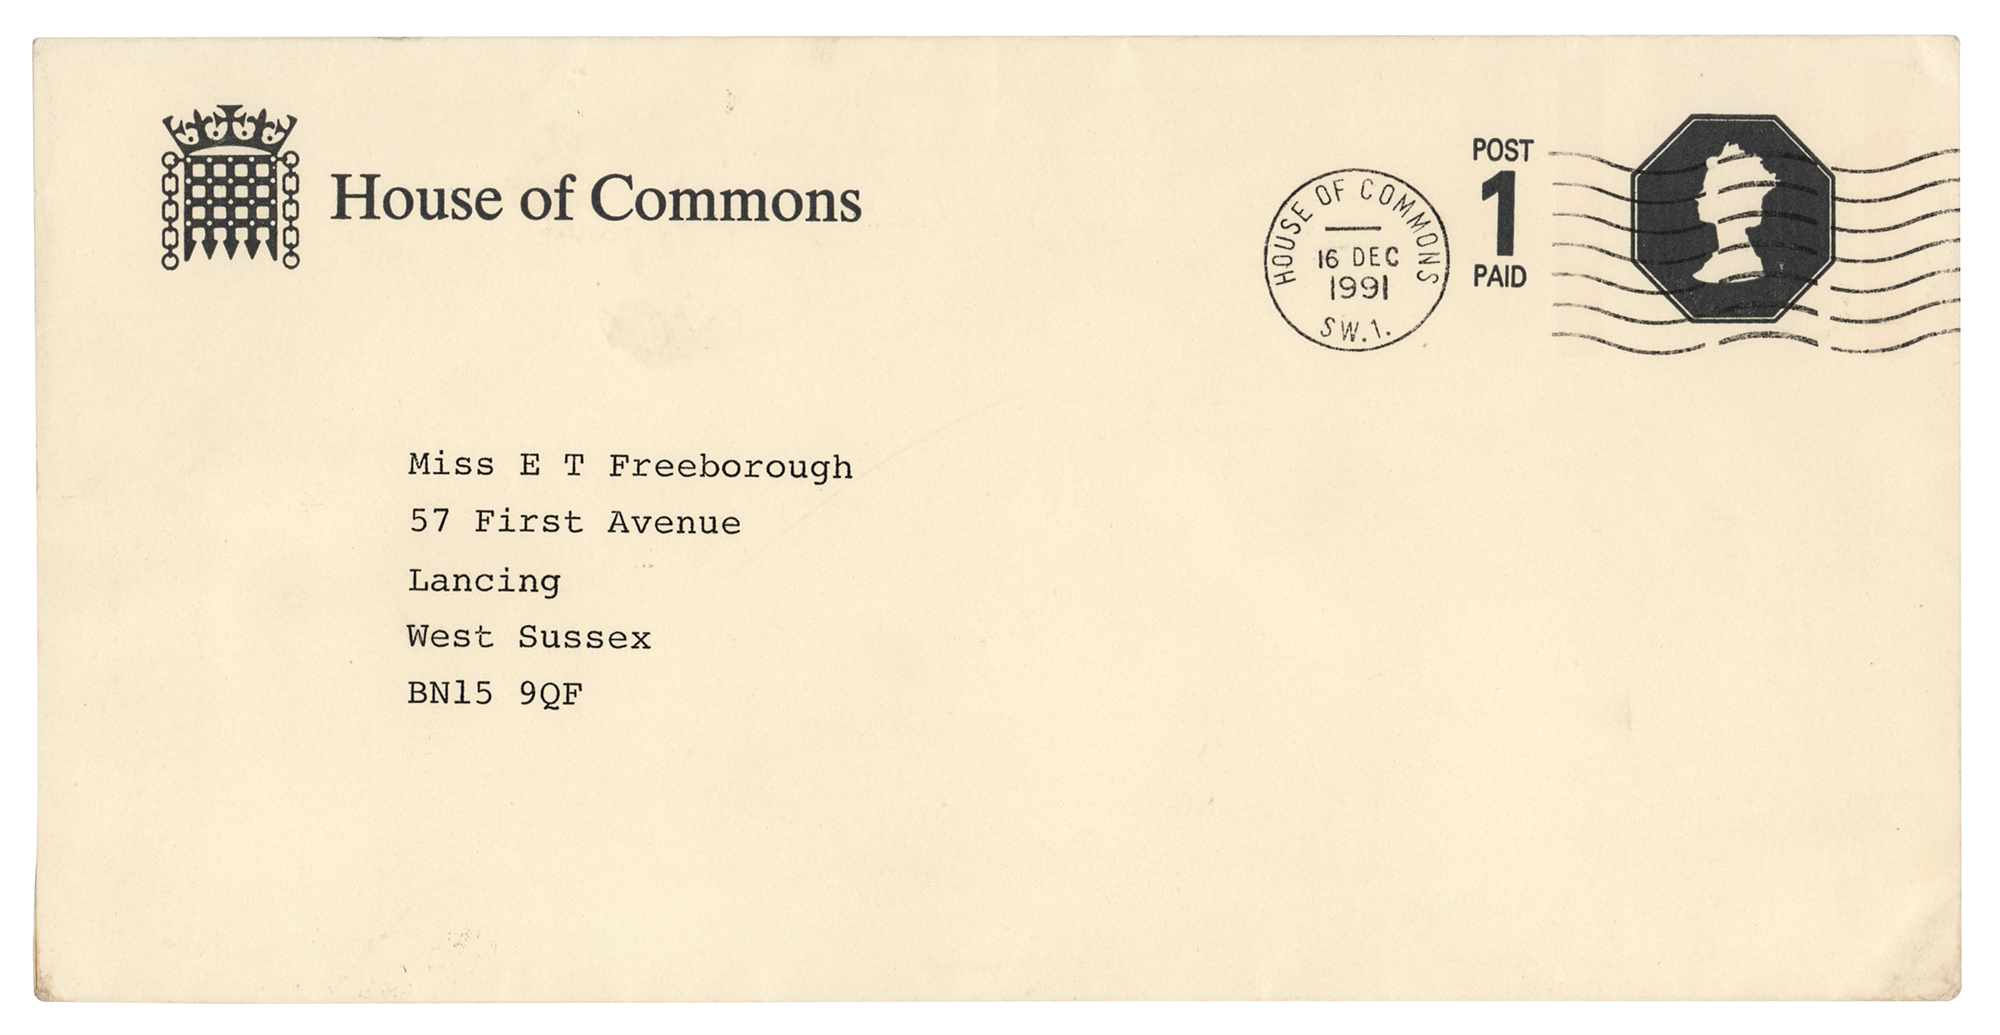 House of Commons
HOUSE OF COMMONS
16 DEC
1991
S.W.1.
POST
1
PAID
Miss E T Freeborough
57 First Avenue
Lancing
West Sussex
BN15 9QF